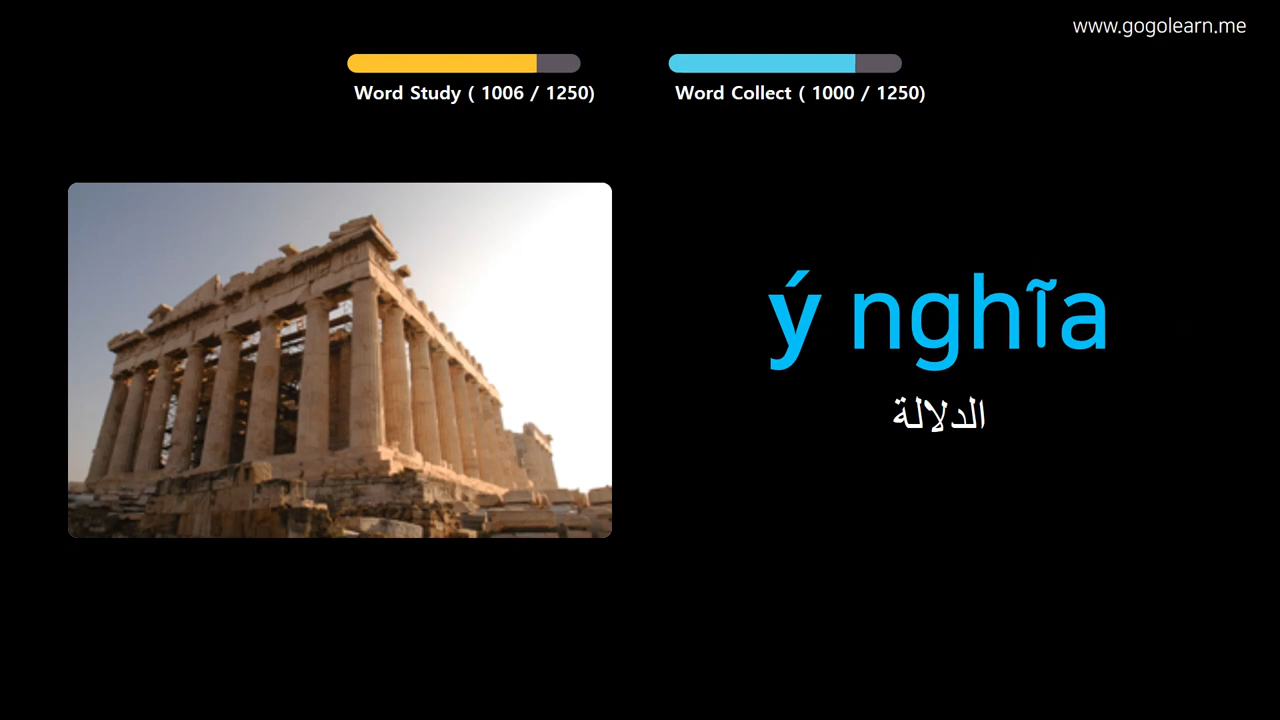 www.gogolearn.me
Word Study ( 1006 / 1250)
Word Collect ( 1000 / 1250)
ý nghĩa
الدلالة